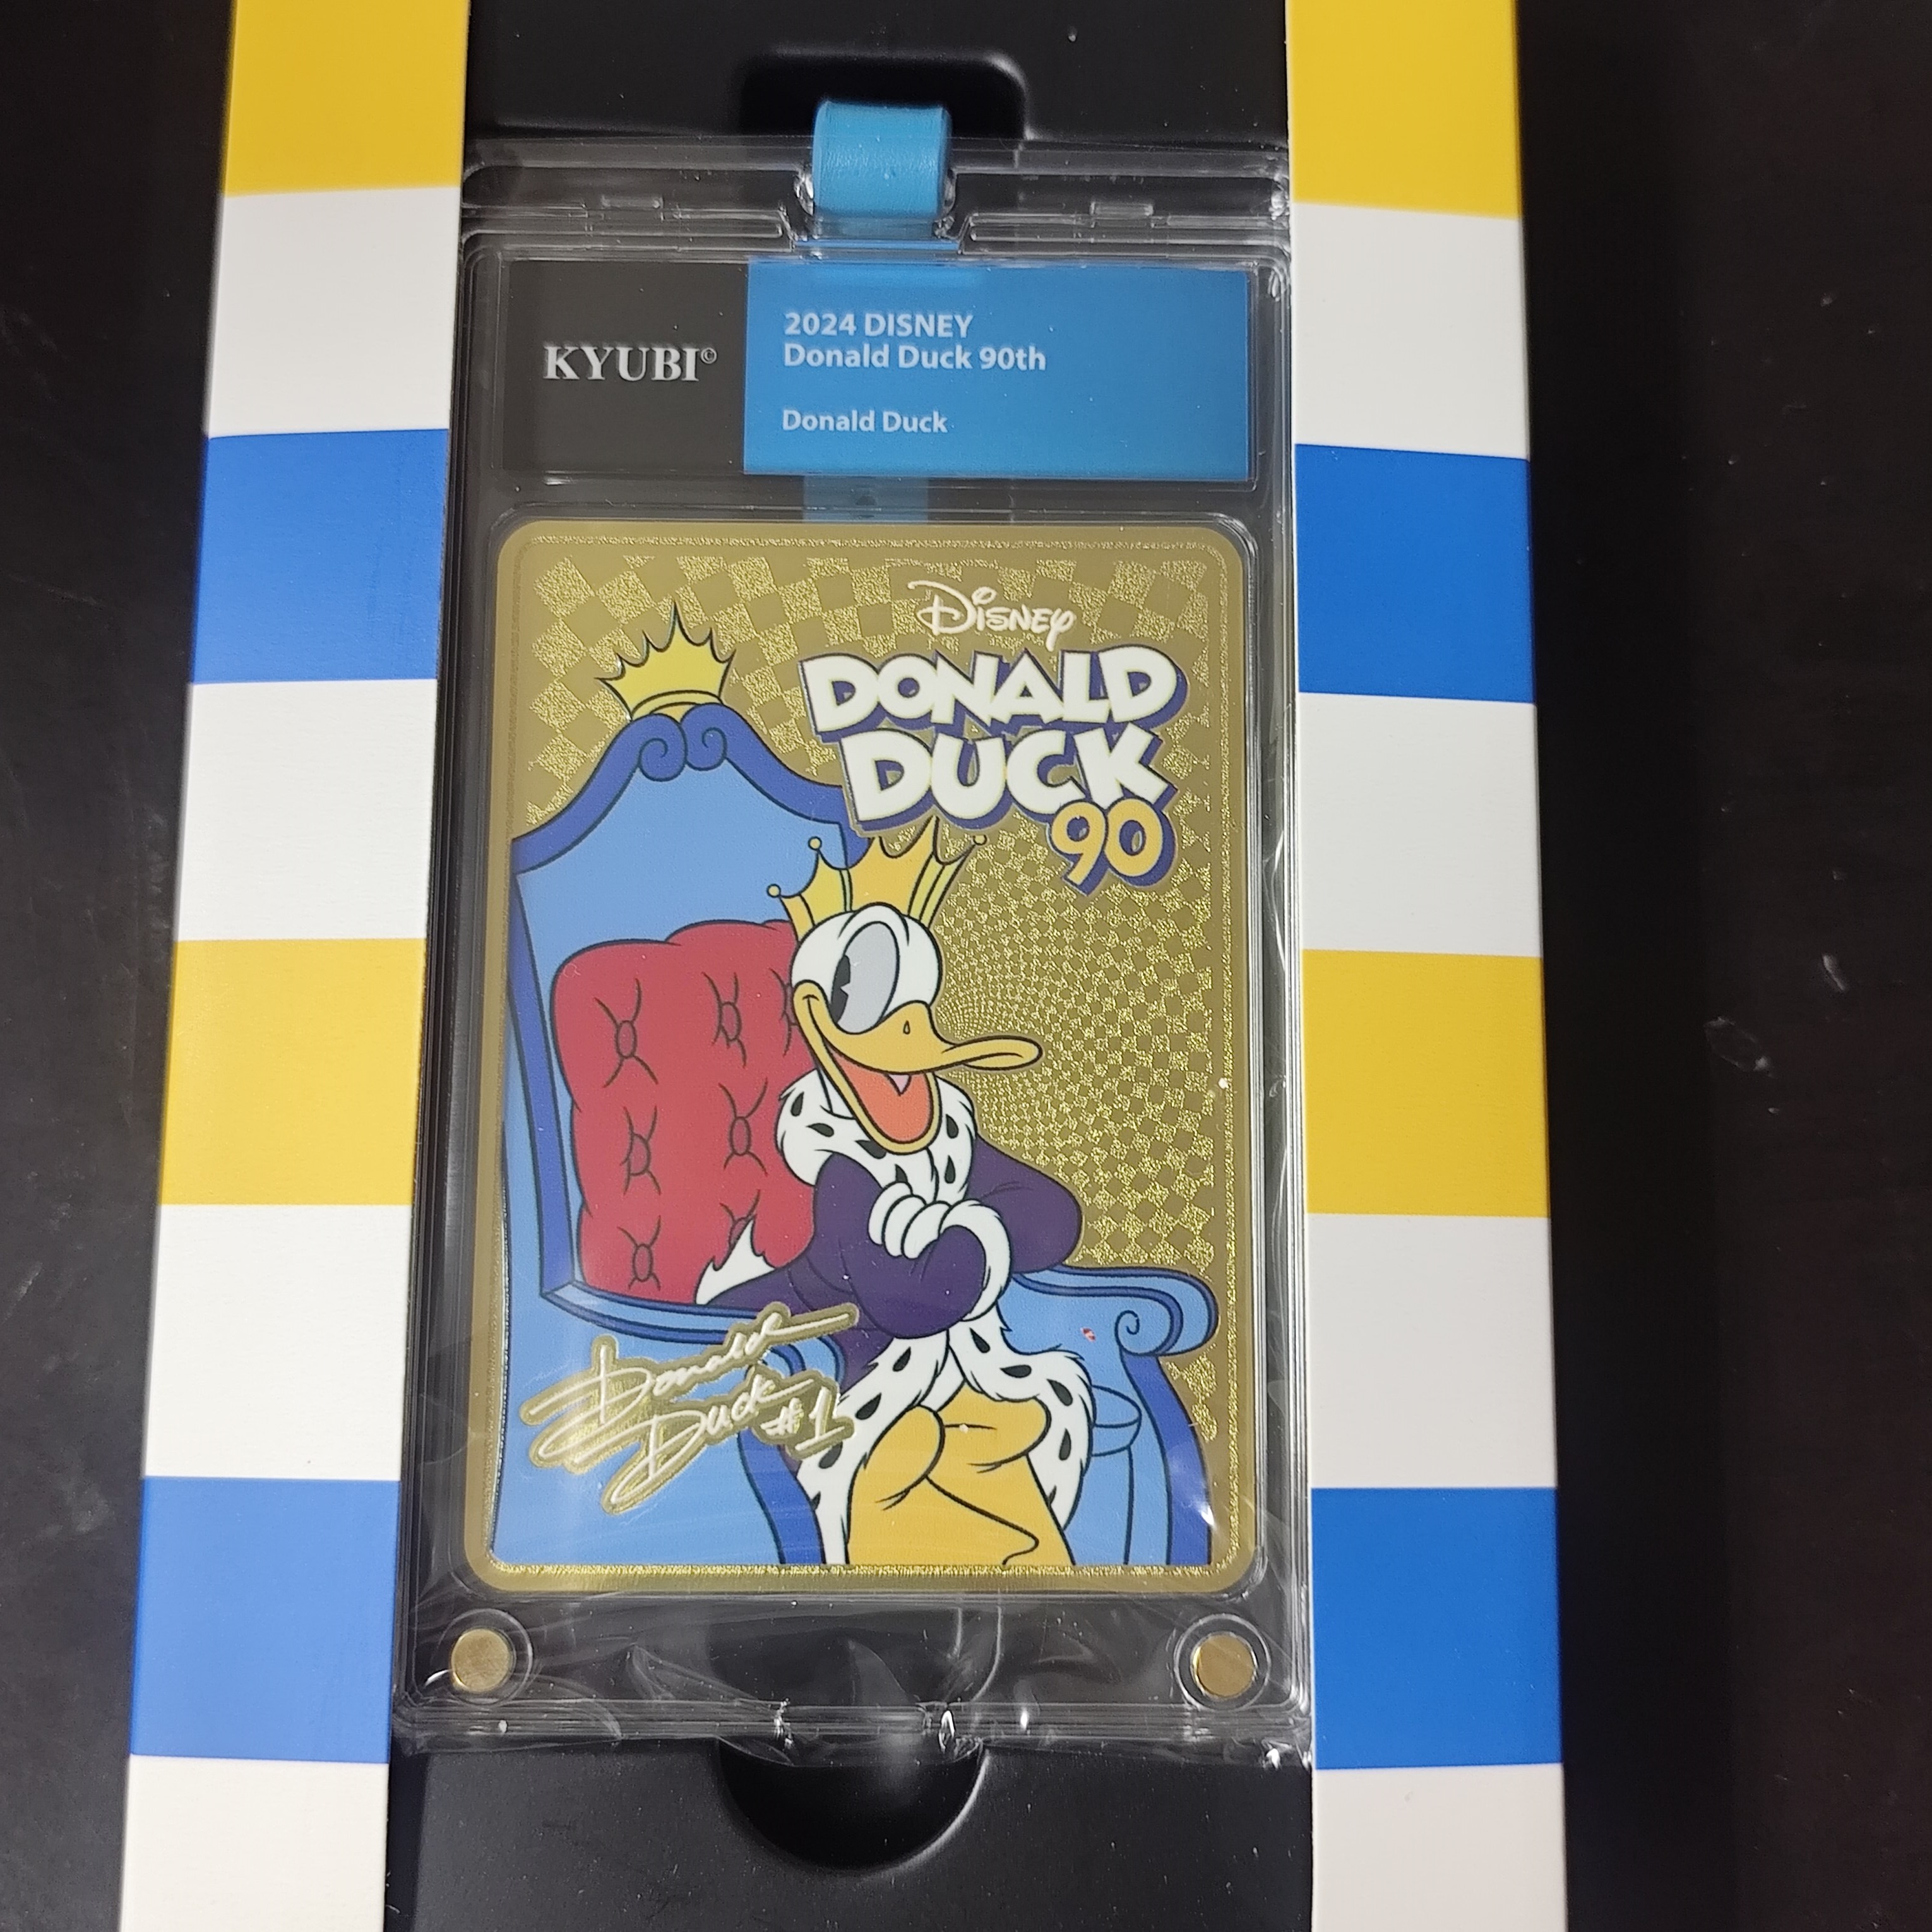 KYUBI©
2024 DISNEY
Donald Duck 90th
Donald Duck
Disney
DONALD
DUCK
90
Donald
Duck
#1